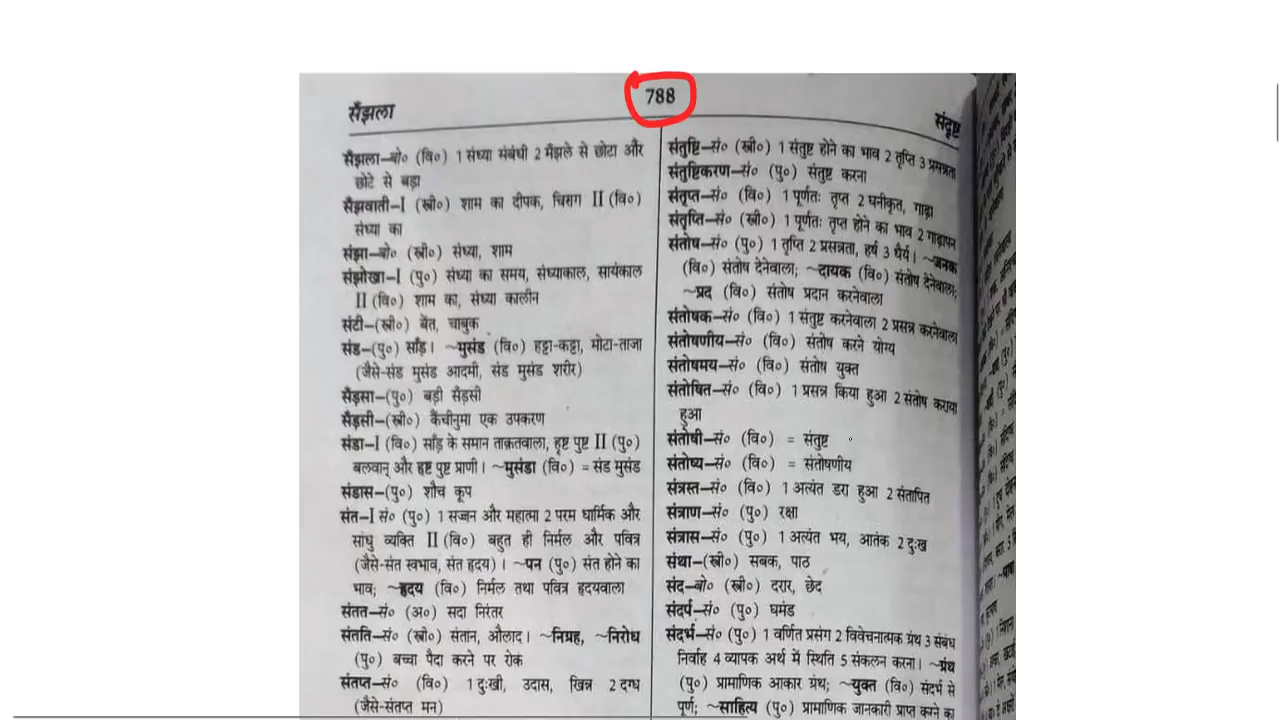 सँझला
788
संदृष्ट
सँझला–बो० (वि०) 1 संध्या संबंधी 2 मँझले से छोटा और
छोटे से बड़ा
सँझवाती–I (स्त्री०) शाम का दीपक, चिराग II (वि०)
संध्या का
संझा–बो० (स्त्री०) संध्या, शाम
संझोखा–I (पु०) संध्या का समय, संध्याकाल, सायंकाल
II (वि०) शाम का, संध्या कालीन
संटी–(स्त्री०) बेंत, चाबुक
संड–(पु०) साँड़। ~मुसंड (वि०) हट्टा-कट्टा, मोटा-ताजा
(जैसे-संड मुसंड आदमी, संड मुसंड शरीर)
सँड़सा–(पु०) बड़ी सँड़सी
सँड़सी–(स्त्री०) कैंचीनुमा एक उपकरण
संडा–I (वि०) साँड़ के समान ताक़तवाला, हृष्ट पुष्ट II (पु०)
बलवान् और हृष्ट पुष्ट प्राणी। ~मुसंडा (वि०) = संड मुसंड
संडास–(पु०) शौच कूप
संत–I सं० (पु०) 1 सज्जन और महात्मा 2 परम धार्मिक और
साधु व्यक्ति II (वि०) बहुत ही निर्मल और पवित्र
(जैसे-संत स्वभाव, संत हृदय)। ~पन (पु०) संत होने का
भाव; ~हृदय (वि०) निर्मल तथा पवित्र हृदयवाला
संतत–सं० (अ०) सदा निरंतर
संतति–सं० (स्त्री०) संतान, औलाद। ~निग्रह, ~निरोध
(पु०) बच्चा पैदा करने पर रोक
संतप्त–सं० (वि०) 1 दुःखी, उदास, खिन्न 2 दग्ध
(जैसे-संतप्त मन)
संतुष्टि–सं० (स्त्री०) 1 संतुष्ट होने का भाव 2 तृप्ति 3 प्रसन्नता
संतुष्टिकरण–सं० (पु०) संतुष्ट करना
संतृप्त–सं० (वि०) 1 पूर्णतः तृप्त 2 घनीकृत, गाढ़ा
संतृप्ति–सं० (स्त्री०) 1 पूर्णतः तृप्त होने का भाव 2 गाढ़ापन
संतोष–सं० (पु०) 1 तृप्ति 2 प्रसन्नता, हर्ष 3 धैर्य। ~जनक
(वि०) संतोष देनेवाला; ~दायक (वि०) संतोष देनेवाला;
~प्रद (वि०) संतोष प्रदान करनेवाला
संतोषक–सं० (वि०) 1 संतुष्ट करनेवाला 2 प्रसन्न करनेवाला
संतोषणीय–सं० (वि०) संतोष करने योग्य
संतोषमय–सं० (वि०) संतोष युक्त
संतोषित–सं० (वि०) 1 प्रसन्न किया हुआ 2 संतोष कराया
हुआ
संतोषी–सं० (वि०) = संतुष्ट
संतोष्य–सं० (वि०) = संतोषणीय
संत्रस्त–सं० (वि०) 1 अत्यंत डरा हुआ 2 संतापित
संत्राण–सं० (पु०) रक्षा
संत्रास–सं० (पु०) 1 अत्यंत भय, आतंक 2 दुःख
संथा–(स्त्री०) सबक, पाठ
संद–बो० (स्त्री०) दरार, छेद
संदर्प–सं० (पु०) घमंड
संदर्भ–सं० (पु०) 1 वर्णित प्रसंग 2 विवेचनात्मक ग्रंथ 3 संबंध
निर्वाह 4 व्यापक अर्थ में स्थिति 5 संकलन करना। ~ग्रंथ
(पु०) प्रामाणिक आकार ग्रंथ; ~युक्त (वि०) संदर्भ से
पूर्ण; ~साहित्य (पु०) प्रामाणिक जानकारी प्राप्त करने का